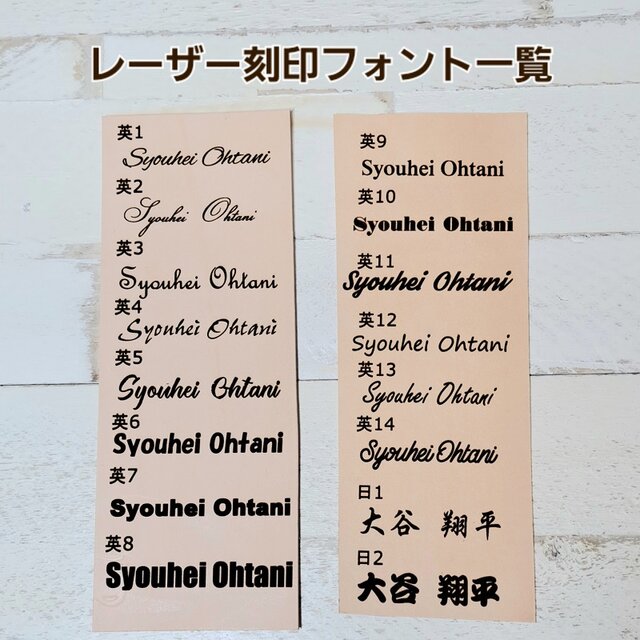 レーザー刻印フォント一覧
英1
Syouhei Ohtani
英2
Syouhei Ohtani
英3
Syouhei Ohtani
英4
Syouhei Ohtani
英5
Syouhei Ohtani
英6
Syouhei Ohtani
英7
Syouhei Ohtani
英8
Syouhei Ohtani
英9
Syouhei Ohtani
英10
Syouhei Ohtani
英11
Syouhei Ohtani
英12
Syouhei Ohtani
英13
Syouhei Ohtani
英14
Syouhei Ohtani
日1
大谷 翔平
日2
大谷 翔平